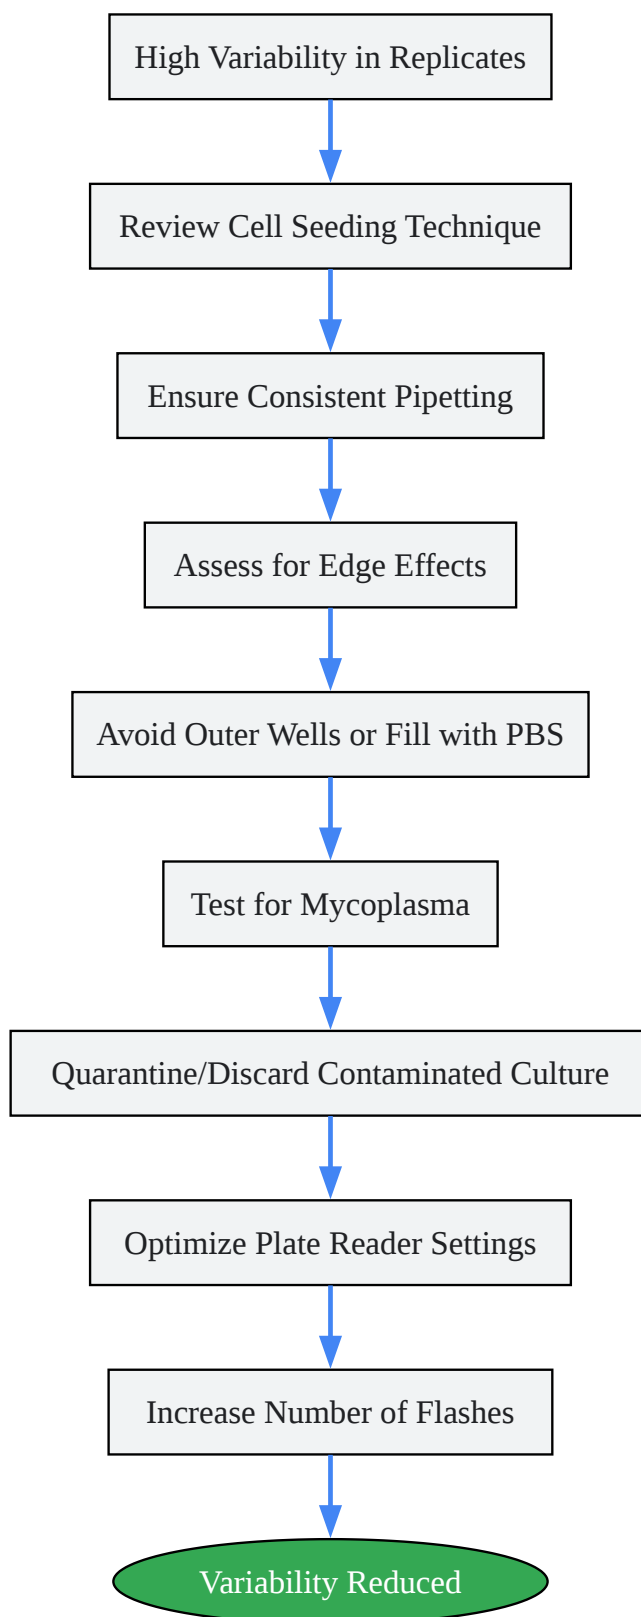 High Variability in Replicates
Review Cell Seeding Technique
Ensure Consistent Pipetting
Assess for Edge Effects
Avoid Outer Wells or Fill with PBS
Test for Mycoplasma
Quarantine/Discard Contaminated Culture
Optimize Plate Reader Settings
Increase Number of Flashes
Variability Reduced